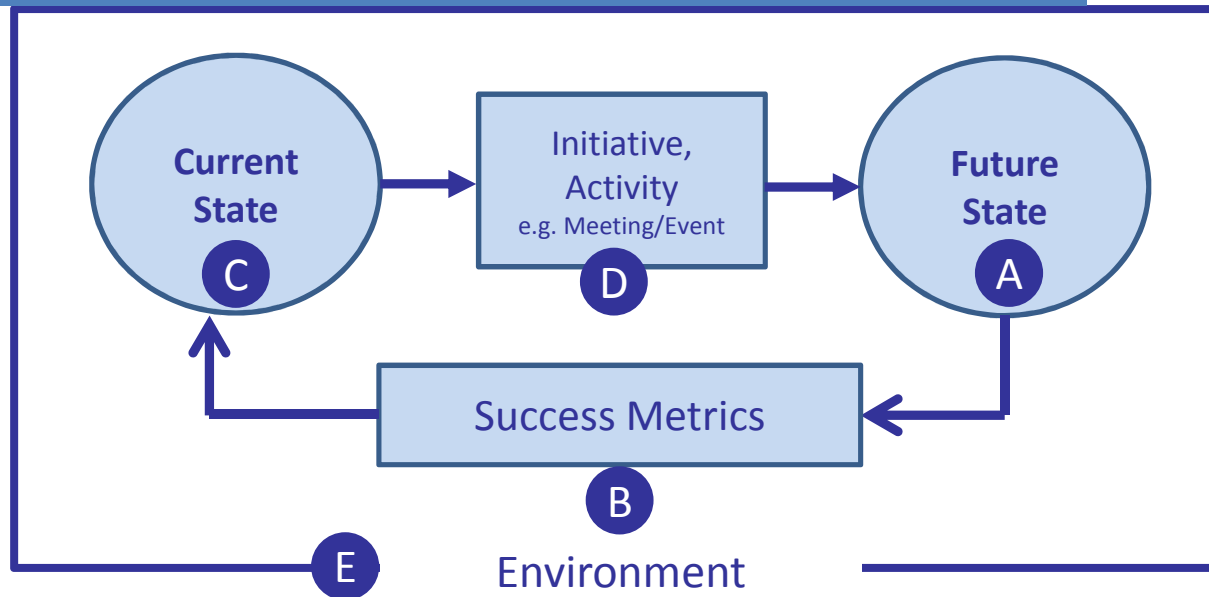 Current
State
C
Initiative,
Activity
e.g. Meeting/Event
D
Future
State
A
Success Metrics
B
E
Environment